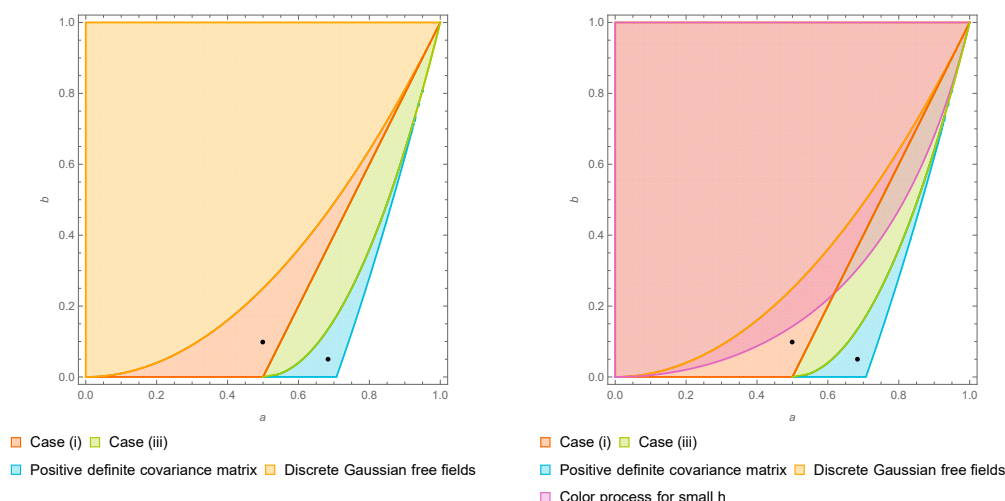 1.0
0.8
0.6
0.4
0.2
0.0
b
0.0 0.2 0.4 0.6 0.8 1.0
a
Case (i) Case (iii)
Positive definite covariance matrix Discrete Gaussian free fields
1.0
0.8
0.6
0.4
0.2
0.0
b
0.0 0.2 0.4 0.6 0.8 1.0
a
Case (i) Case (iii)
Positive definite covariance matrix Discrete Gaussian free fields
Color process for small h